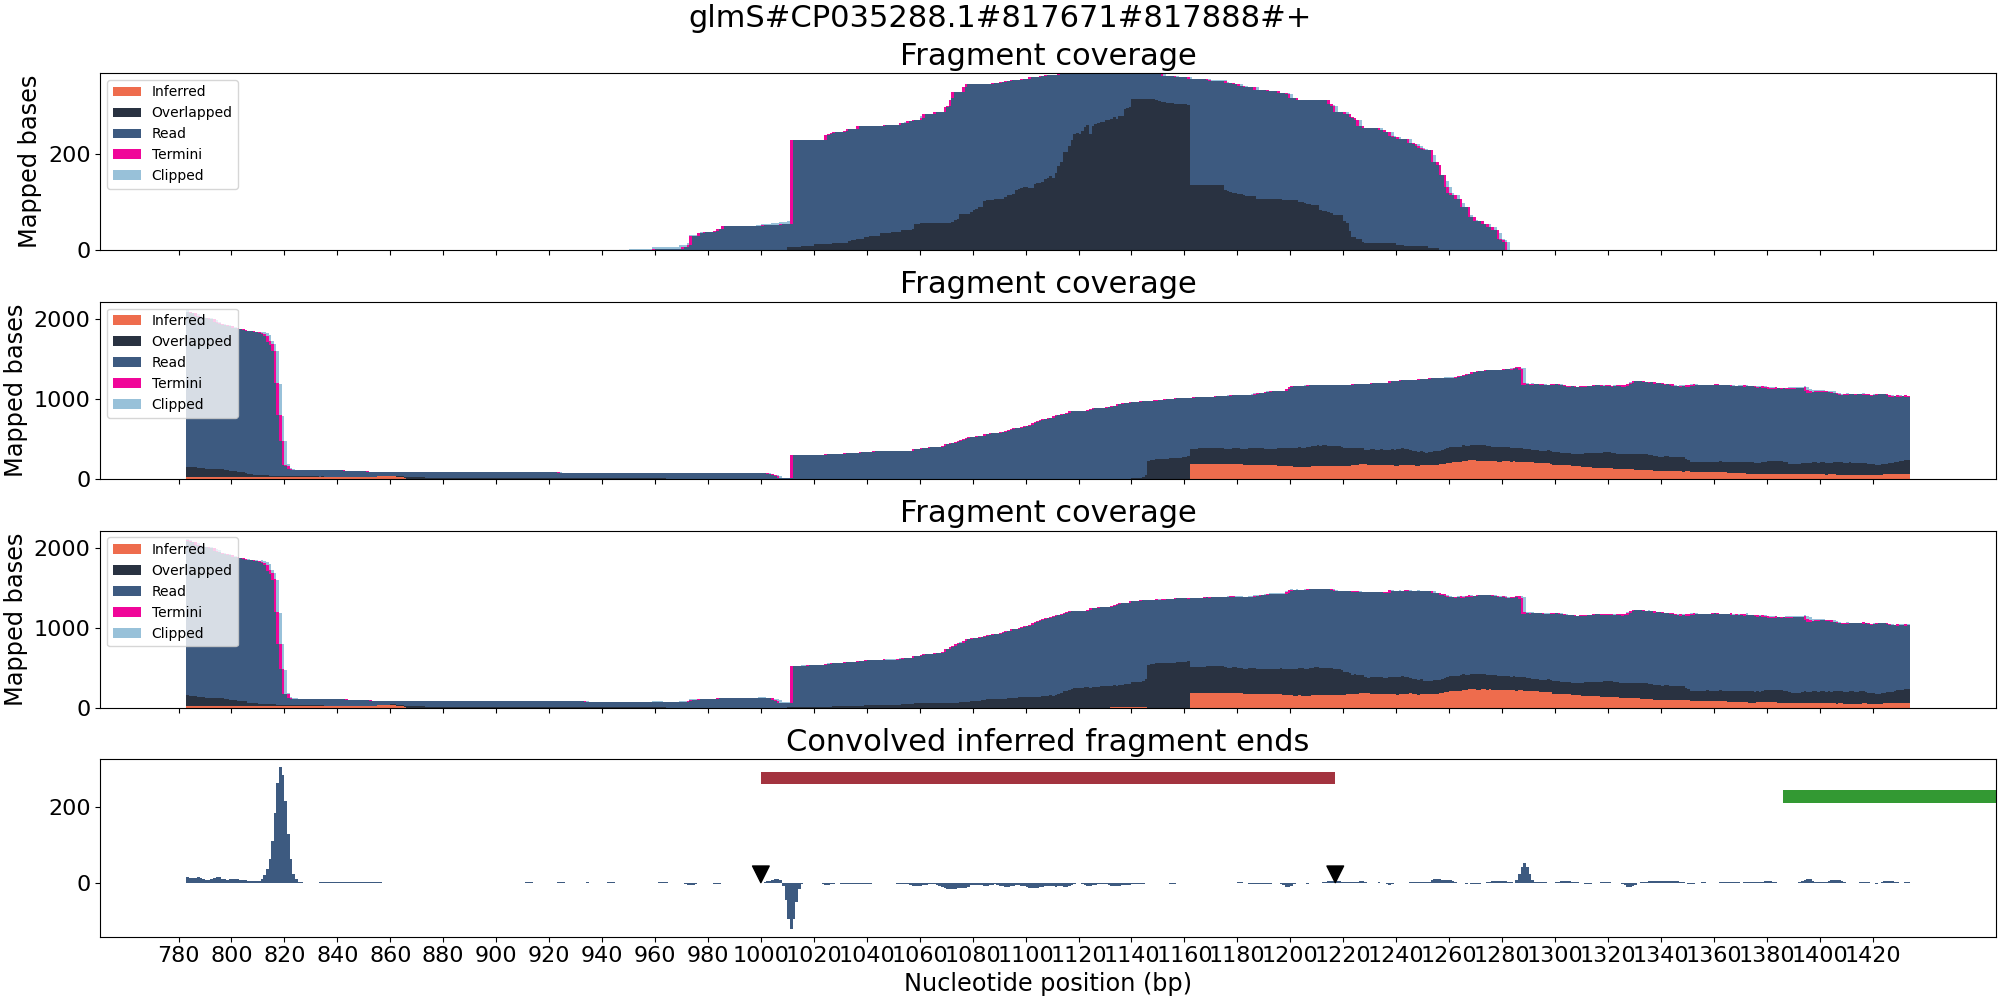 glmS#CP035288.1#817671#817888#+
Fragment coverage
Mapped bases
200
0
Inferred
Overlapped
Read
Termini
Clipped
Fragment coverage
Mapped bases
2000
1000
0
Inferred
Overlapped
Read
Termini
Clipped
Fragment coverage
Mapped bases
2000
1000
0
Inferred
Overlapped
Read
Termini
Clipped
Convolved inferred fragment ends
200
0
780 800 820 840 860 880 900 920 940 960 980 1000 1020 1040 1060 1080 1100 1120 1140 1160 1180 1200 1220 1240 1260 1280 1300 1320 1340 1360 1380 1400 1420
Nucleotide position (bp)